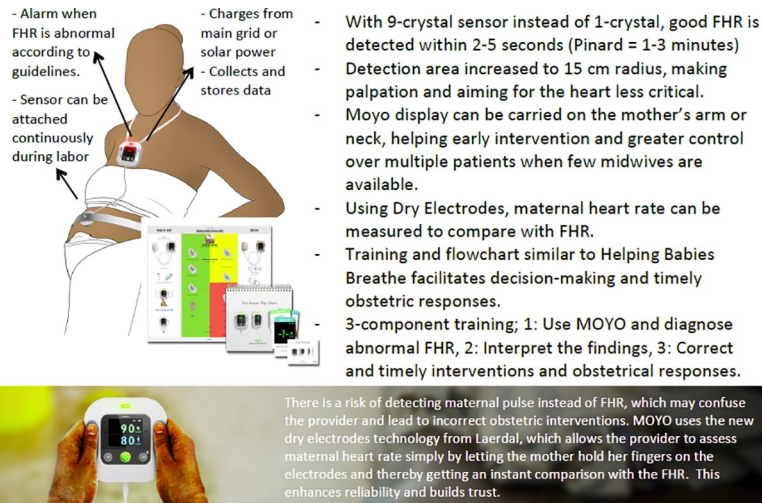 - Alarm when
FHR is abnormal
according to
guidelines.
- Charges from
main grid or
solar power
- Collects and
stores data
- Sensor can be
attached
continuously
during labor
- With 9-crystal sensor instead of 1-crystal, good FHR is
detected within 2-5 seconds (Pinard = 1-3 minutes)
- Detection area increased to 15 cm radius, making
palpation and aiming for the heart less critical.
- Moyo display can be carried on the mother's arm or
neck, helping early intervention and greater control
over multiple patients when few midwives are
available.
- Using Dry Electrodes, maternal heart rate can be
measured to compare with FHR.
- Training and flowchart similar to Helping Babies
Breathe facilitates decision-making and timely
obstetric responses.
- 3-component training; 1: Use MOYO and diagnose
abnormal FHR, 2: Interpret the findings, 3: Correct
and timely interventions and obstetrical responses.
Facilitator Flip Chart
90
80
There is a risk of detecting maternal pulse instead of FHR, which may confuse
the provider and lead to incorrect obstetric interventions. MOYO uses the new
dry electrodes technology from Laerdal, which allows the provider to assess
maternal heart rate simply by letting the mother hold her fingers on the
electrodes and thereby getting an instant comparison with the FHR. This
enhances reliability and builds trust.